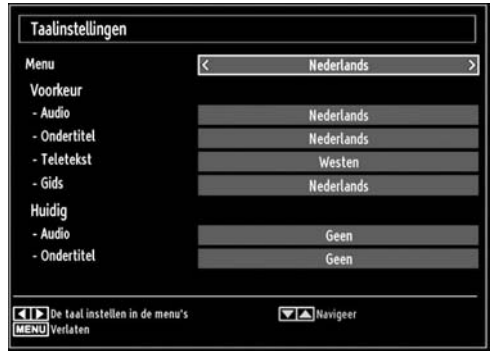 Taalinstellingen
Menu < Nederlands >
Voorkeur
- Audio Nederlands
- Ondertitel Nederlands
- Teletekst Westen
- Gids Nederlands
Huidig
- Audio Geen
- Ondertitel Geen
De taal instellen in de menu's Navigeer
MENU Verlaten